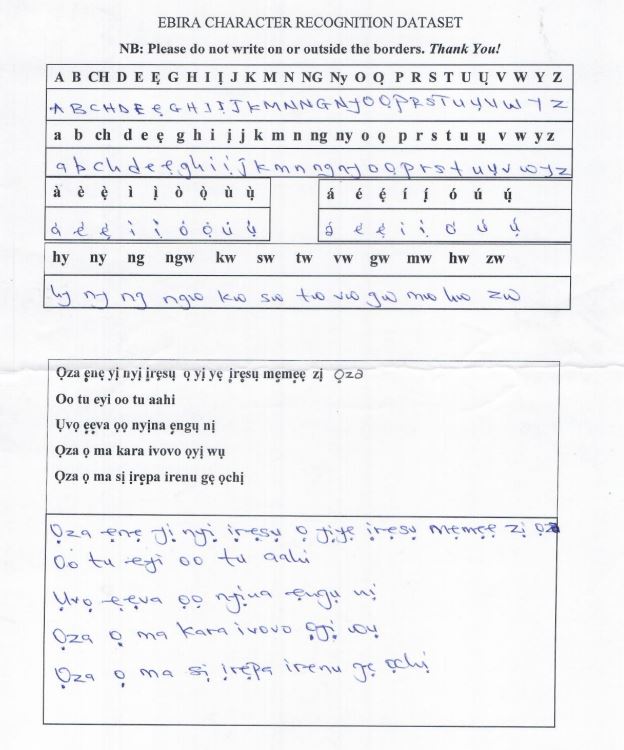 EBIRA CHARACTER RECOGNITION DATASET
NB: Please do not write on or outside the borders. Thank You!
A B CH D E Ẹ G H I Ị J K M N NG Ny O Ọ P R S T U Ụ V W Y Z
A B C H D E Ẹ G H I Ị J K M N N G Ny O Ọ P R S T U Ụ V W Y Z
a b ch d e ẹ g h i ị j k m n ng ny o ọ p r s t u ụ v w y z
a b c h d e ẹ g h i ị j k m n ng ny o ọ p r s t u ụ v w y z
à è ẹ̀ ì ị̀ ò ọ̀ ù ụ̀ á é ẹ́ í ị́ ó ú ụ́
á é ẹ́ í ị́ ó ọ́ ú ụ́ á é ẹ́ í ị́ ó ú ụ́
hy ny ng ngw kw sw tw vw gw mw hw zw
hy ny ng ngw kw sw tw vw gw mw hw zw
Ọza ẹnẹ yị nyị ịrẹsụ ọ yị yẹ ịrẹsụ mẹmẹẹ zị ọza
Oo tu eyi oo tu aahi
Ụvọ ẹẹva ọọ nyịna ẹngụ nị
Ọza ọ ma kara ivovo ọyị wụ
Ọza ọ ma sị ịrẹpa irenu gẹ ọchị
Ọza ẹnẹ yị nyị ịrẹsụ ọ yịyẹ ịrẹsụ mẹmẹẹ zị ọza
Oo tu eyi oo tu aahi
Ụvọ ẹẹva ọọ nyịna ẹngụ nị
Ọza ọ ma kara ivovo ọyị wụ
Ọza ọ ma sị ịrẹpa irenu gẹ ọchị